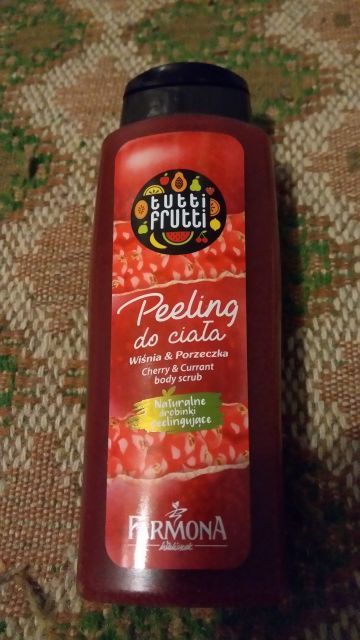 tutti
frutti
Peeling
do ciała
Wiśnia & Porzeczka
Cherry & Currant
body scrub
Naturalne
drobinki
peelingujące
FARMONA